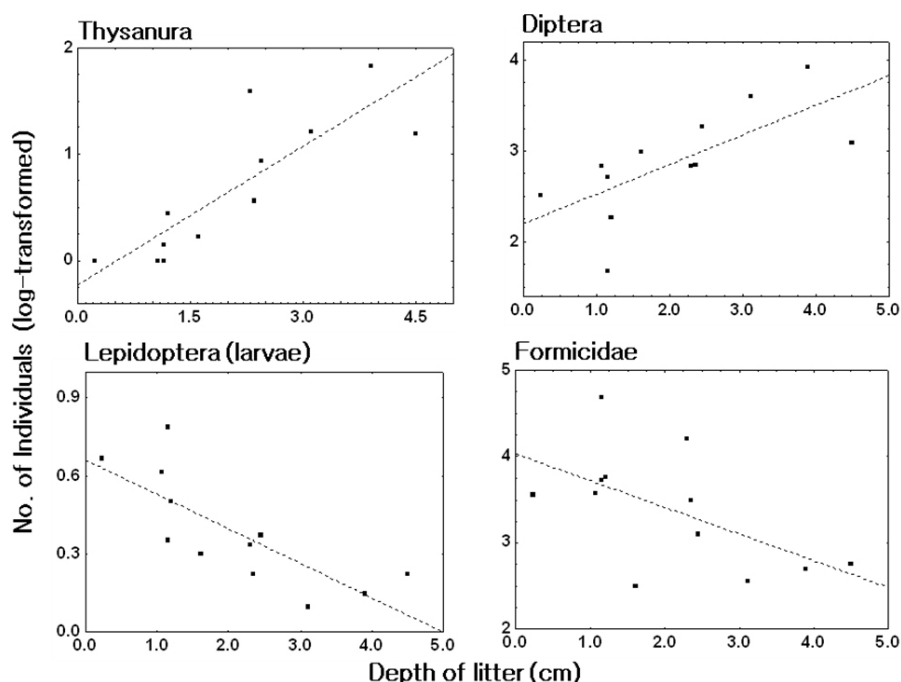 Thysanura
2
1
0
0.0 1.5 3.0 4.5
Diptera
4
3
2
0.0 1.0 2.0 3.0 4.0 5.0
Lepidoptera (larvae)
0.9
0.6
0.3
0.0
0.0 1.0 2.0 3.0 4.0 5.0
Formicidae
5
4
3
2
0.0 1.0 2.0 3.0 4.0 5.0
No. of Individuals (log-transformed)
Depth of litter (cm)